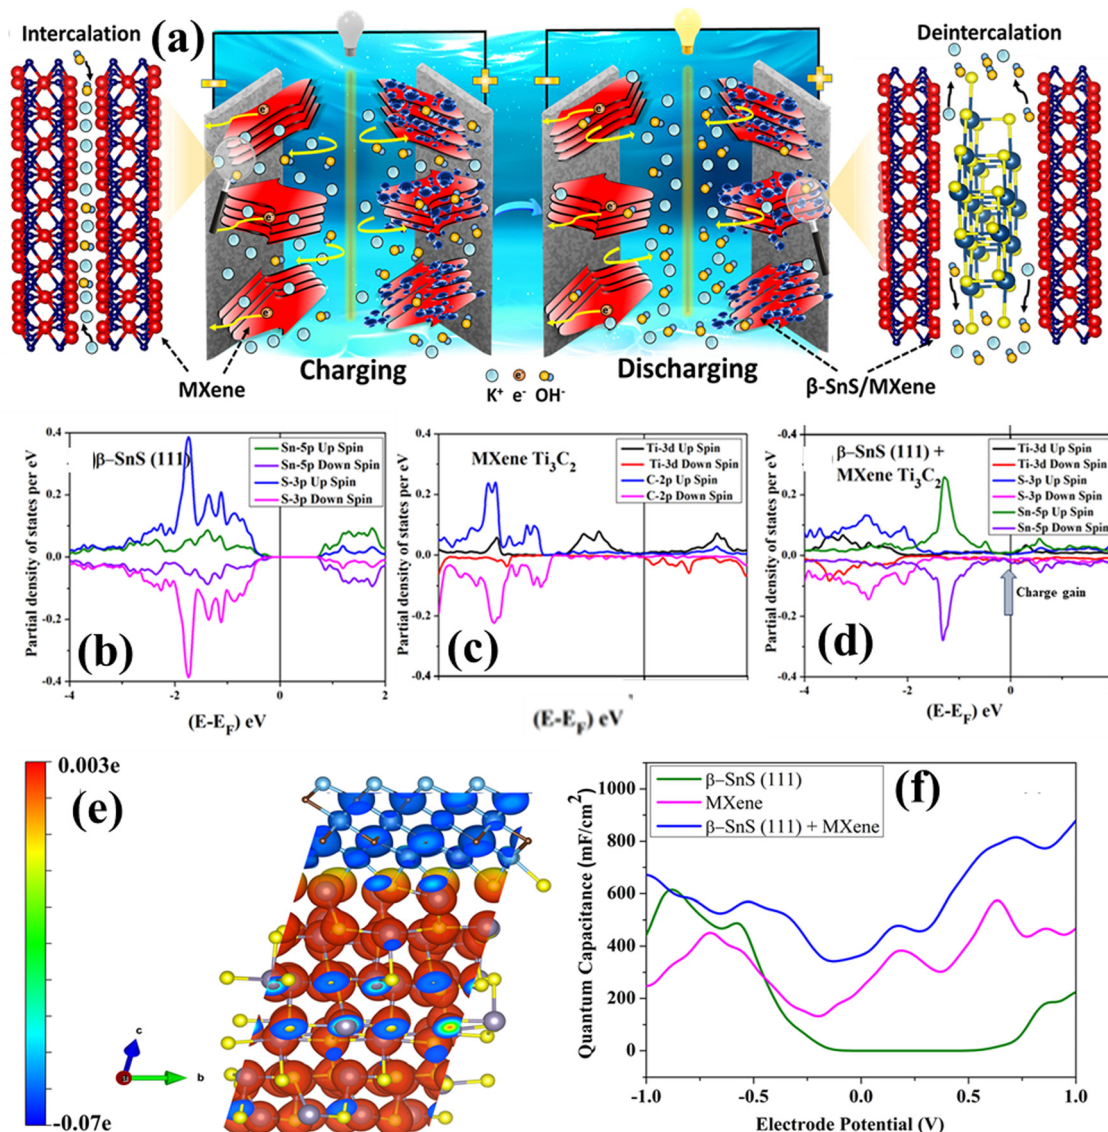 Intercalation
(a)
Deintercalation
MXene
Charging
Discharging
β-SnS/MXene
K⁺ e⁻ OH⁻
β–SnS (111)
Sn-5p Up Spin
Sn-5p Down Spin
S-3p Up Spin
S-3p Down Spin
Partial density of states per eV
0.4
0.2
0.0
-0.2
-0.4
-4
-2
0
2
(E-E_F) eV
(b)
MXene Ti₃C₂
Ti-3d Up Spin
Ti-3d Down Spin
C-2p Up Spin
C-2p Down Spin
Partial density of states per eV
0.4
0.2
0.0
-0.2
-0.4
(E-E_F) eV
(c)
β-SnS (111) +
MXene Ti₃C₂
Ti-3d Up Spin
Ti-3d Down Spin
S-3p Up Spin
S-3p Down Spin
Sn-5p Up Spin
Sn-5p Down Spin
Charge gain
Partial density of states per eV
0.2
0.0
-0.2
-0.4
-4
-2
0
(E-E_F) eV
(d)
0.003e
-0.07e
(e)
c
b
(f)
β–SnS (111)
MXene
β–SnS (111) + MXene
Quantum Capacitance (mF/cm²)
1000
800
600
400
200
0
-1.0
-0.5
0.0
0.5
1.0
Electrode Potential (V)